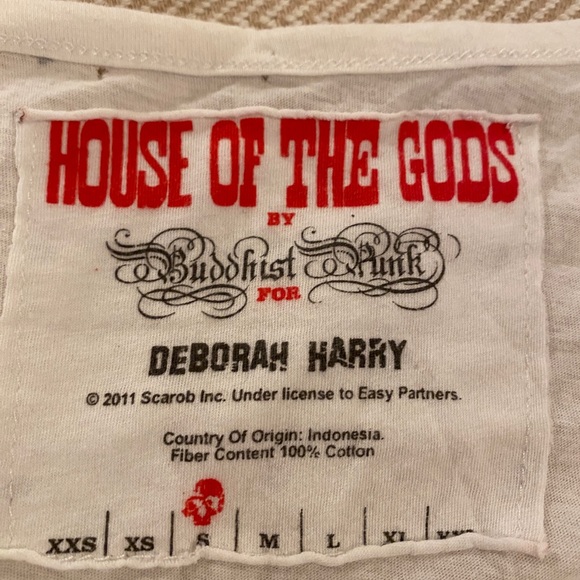 HOUSE OF THE GODS
BY
Buddhist Punk
FOR
DEBORAH HARRY
© 2011 Scarob Inc. Under license to Easy Partners.
Country Of Origin: Indonesia.
Fiber Content 100% Cotton
XXS | XS | S | M | L | XL | XXL